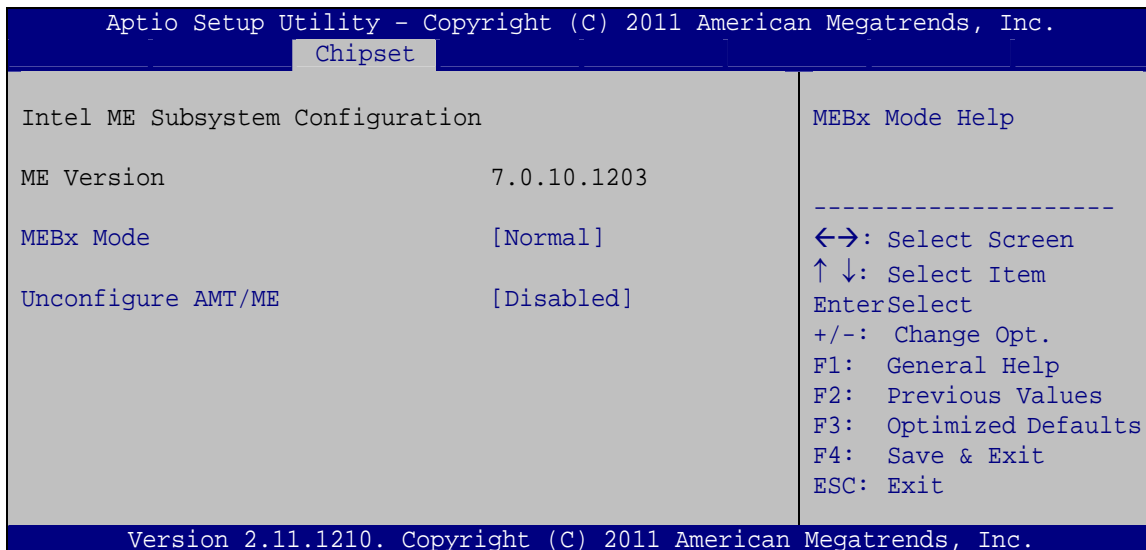 Aptio Setup Utility – Copyright (C) 2011 American Megatrends, Inc.
Chipset
Intel ME Subsystem Configuration
ME Version 7.0.10.1203
MEBx Mode [Normal]
Unconfigure AMT/ME [Disabled]
MEBx Mode Help
---------------------
←→: Select Screen
↑ ↓: Select Item
EnterSelect
+/-: Change Opt.
F1: General Help
F2: Previous Values
F3: Optimized Defaults
F4: Save & Exit
ESC: Exit
Version 2.11.1210. Copyright (C) 2011 American Megatrends, Inc.